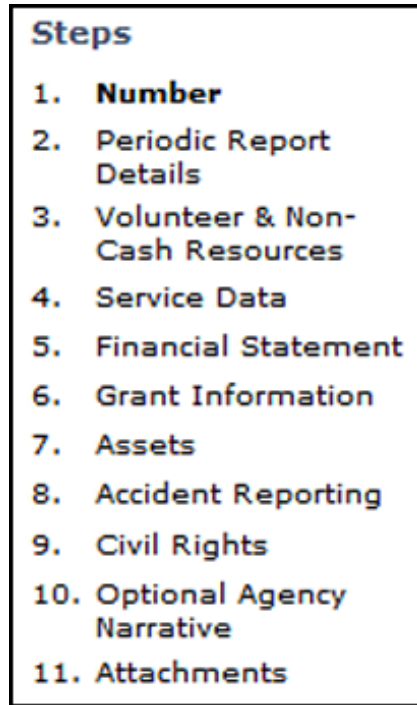 Steps
1. Number
2. Periodic Report
Details
3. Volunteer & Non-
Cash Resources
4. Service Data
5. Financial Statement
6. Grant Information
7. Assets
8. Accident Reporting
9. Civil Rights
10. Optional Agency
Narrative
11. Attachments